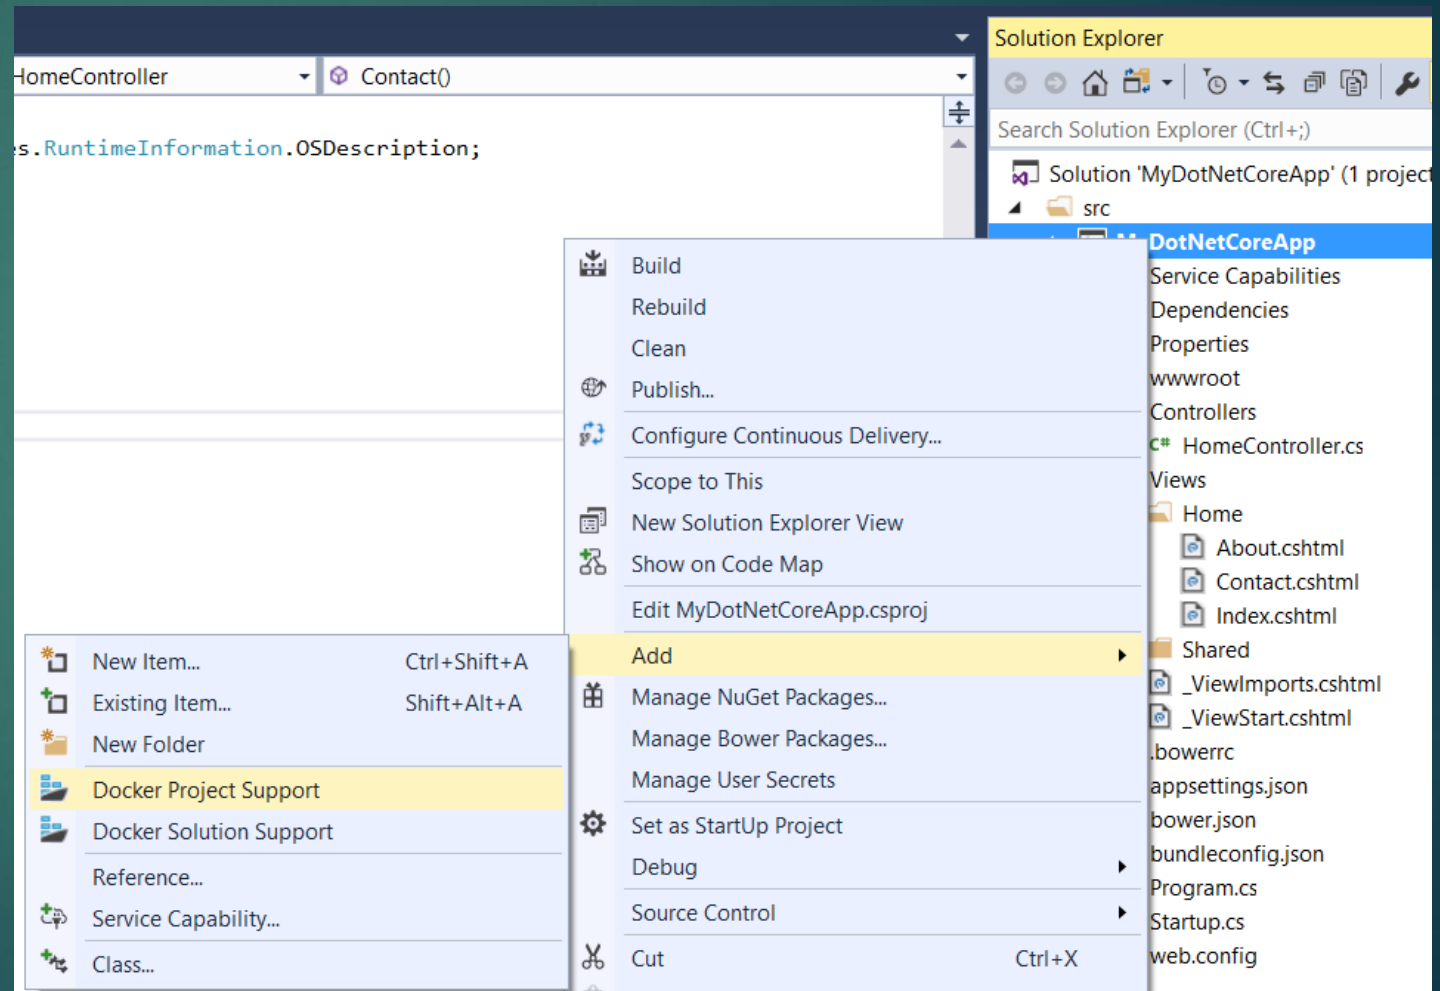 HomeController
Contact()
s.RuntimeInformation.OSDescription;
Solution Explorer
Search Solution Explorer (Ctrl+;)
Solution 'MyDotNetCoreApp' (1 project
src
DotNetCoreApp
Service Capabilities
Dependencies
Properties
wwwroot
Controllers
C# HomeController.cs
Views
Home
About.cshtml
Contact.cshtml
Index.cshtml
Shared
_ViewImports.cshtml
_ViewStart.cshtml
.bowerrc
appsettings.json
bower.json
bundleconfig.json
Program.cs
Startup.cs
web.config
Build
Rebuild
Clean
Publish...
Configure Continuous Delivery...
Scope to This
New Solution Explorer View
Show on Code Map
Edit MyDotNetCoreApp.csproj
Add
Manage NuGet Packages...
Manage Bower Packages...
Manage User Secrets
Set as StartUp Project
Debug
Source Control
Cut Ctrl+X
New Item... Ctrl+Shift+A
Existing Item... Shift+Alt+A
New Folder
Docker Project Support
Docker Solution Support
Reference...
Service Capability...
Class...